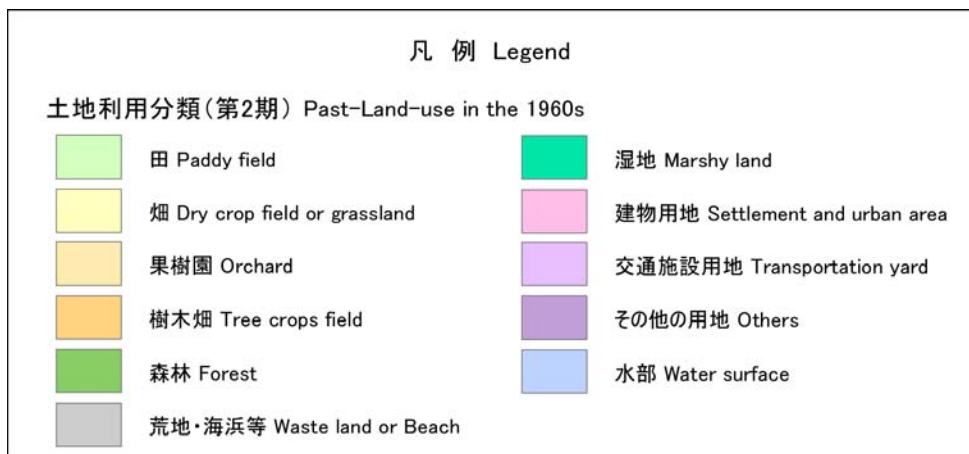 凡 例 Legend
土地利用分類(第2期) Past-Land-use in the 1960s
田 Paddy field
畑 Dry crop field or grassland
果樹園 Orchard
樹木畑 Tree crops field
森林 Forest
荒地・海浜等 Waste land or Beach
湿地 Marshy land
建物用地 Settlement and urban area
交通施設用地 Transportation yard
その他の用地 Others
水部 Water surface